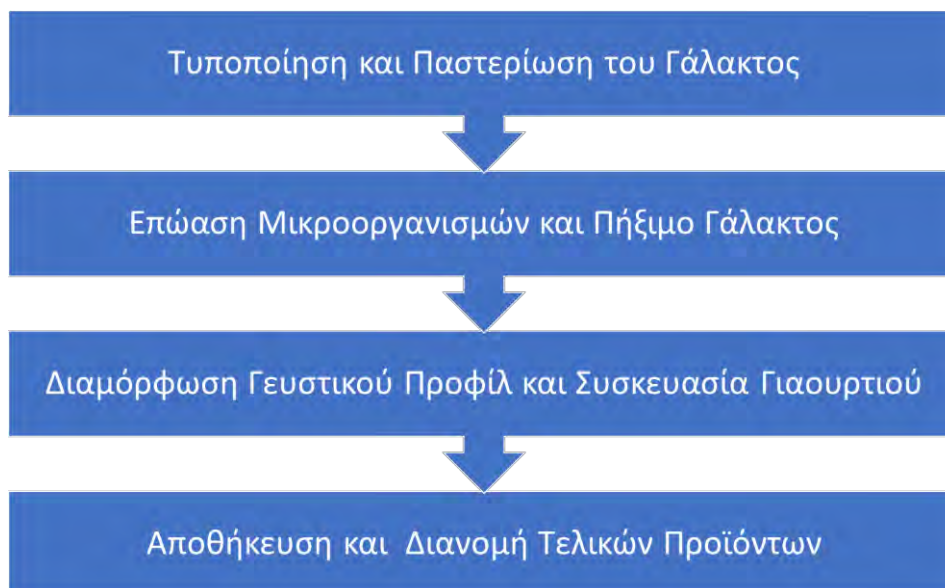 Τυποποίηση και Παστερίωση του Γάλακτος
Επώαση Μικροοργανισμών και Πήξιμο Γάλακτος
Διαμόρφωση Γευστικού Προφίλ και Συσκευασία Γιαουρτιού
Αποθήκευση και Διανομή Τελικών Προϊόντων